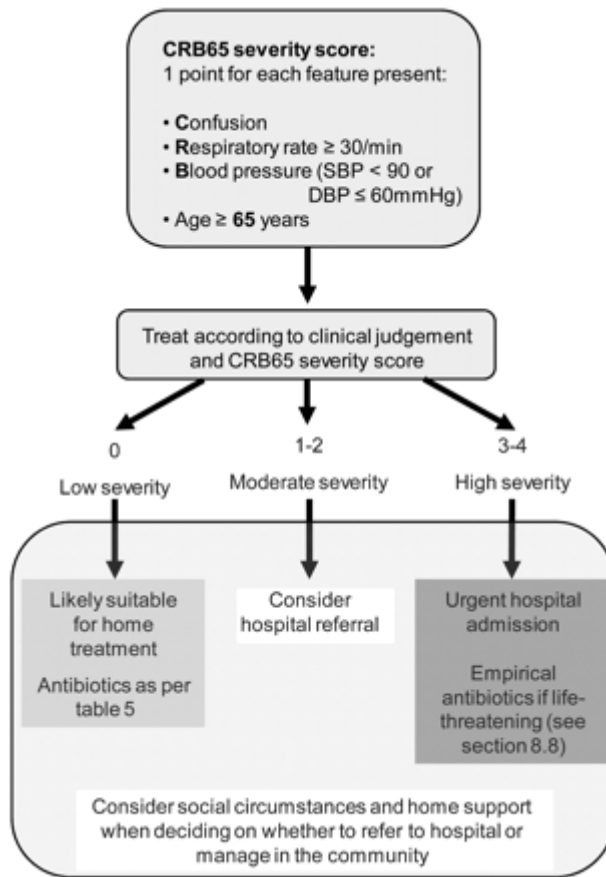 CRB65 severity score:
1 point for each feature present:
• Confusion
• Respiratory rate ≥ 30/min
• Blood pressure (SBP < 90 or
DBP ≤ 60mmHg)
• Age ≥ 65 years
Treat according to clinical judgement
and CRB65 severity score
0
1-2
3-4
Low severity
Moderate severity
High severity
Likely suitable
for home
treatment
Antibiotics as per
table 5
Consider
hospital referral
Urgent hospital
admission
Empirical
antibiotics if life-
threatening (see
section 8.8)
Consider social circumstances and home support
when deciding on whether to refer to hospital or
manage in the community